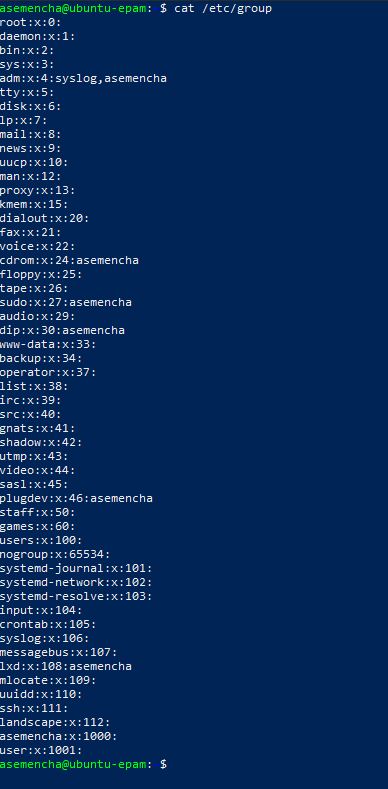 asemencha@ubuntu-epam: $ cat /etc/group
root:x:0:
daemon:x:1:
bin:x:2:
sys:x:3:
adm:x:4:syslog,asemencha
tty:x:5:
disk:x:6:
lp:x:7:
mail:x:8:
news:x:9:
uucp:x:10:
man:x:12:
proxy:x:13:
kmem:x:15:
dialout:x:20:
fax:x:21:
voice:x:22:
cdrom:x:24:asemencha
floppy:x:25:
tape:x:26:
sudo:x:27:asemencha
audio:x:29:
dip:x:30:asemencha
www-data:x:33:
backup:x:34:
operator:x:37:
list:x:38:
irc:x:39:
src:x:40:
gnats:x:41:
shadow:x:42:
utmp:x:43:
video:x:44:
sasl:x:45:
plugdev:x:46:asemencha
staff:x:50:
games:x:60:
users:x:100:
nogroup:x:65534:
systemd-journal:x:101:
systemd-network:x:102:
systemd-resolve:x:103:
input:x:104:
crontab:x:105:
syslog:x:106:
messagebus:x:107:
lxd:x:108:asemencha
mlocate:x:109:
uuidd:x:110:
ssh:x:111:
landscape:x:112:
asemencha:x:1000:
user:x:1001:
asemencha@ubuntu-epam: $